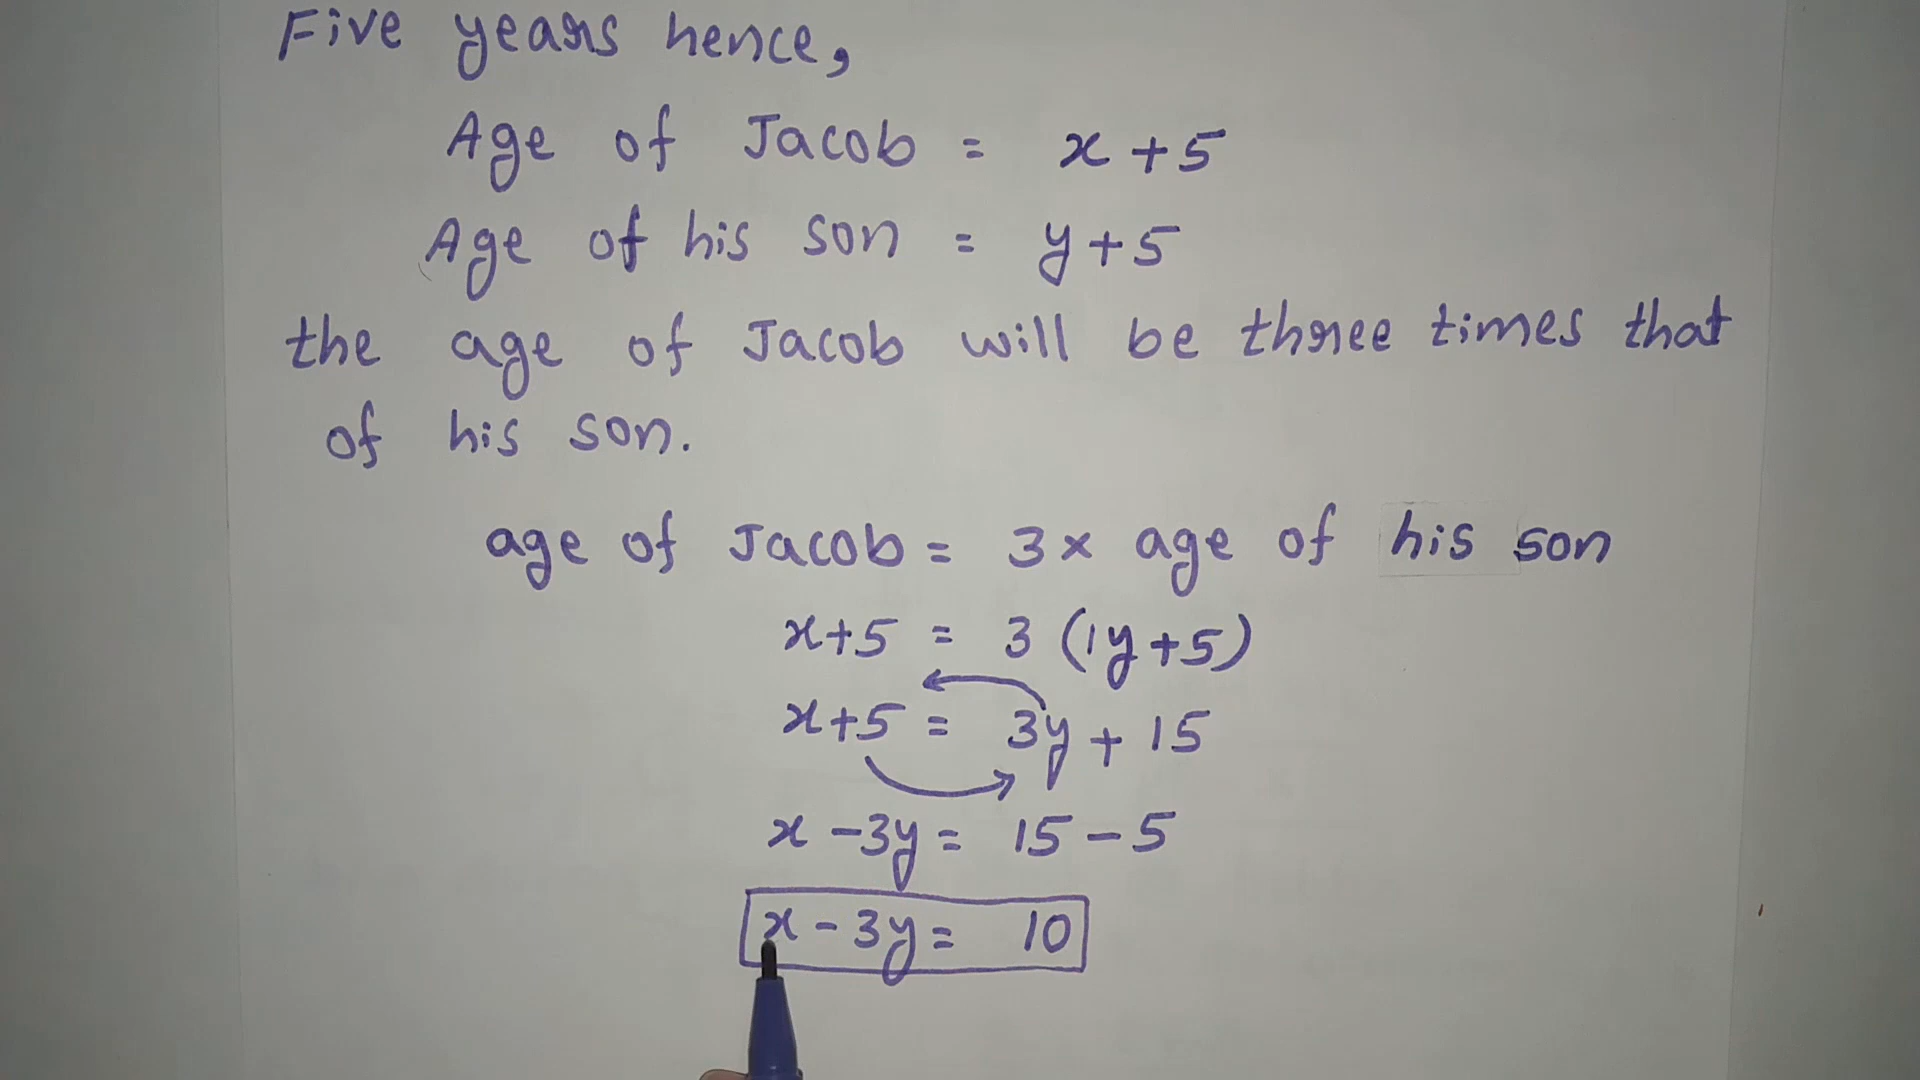 Five years hence,
Age of Jacob = x + 5
Age of his son = y + 5
the age of Jacob will be three times that
of his son.
age of Jacob = 3 × age of his son
x + 5 = 3 (1y + 5)
x + 5 = 3y + 15
x - 3y = 15 - 5
x - 3y = 10